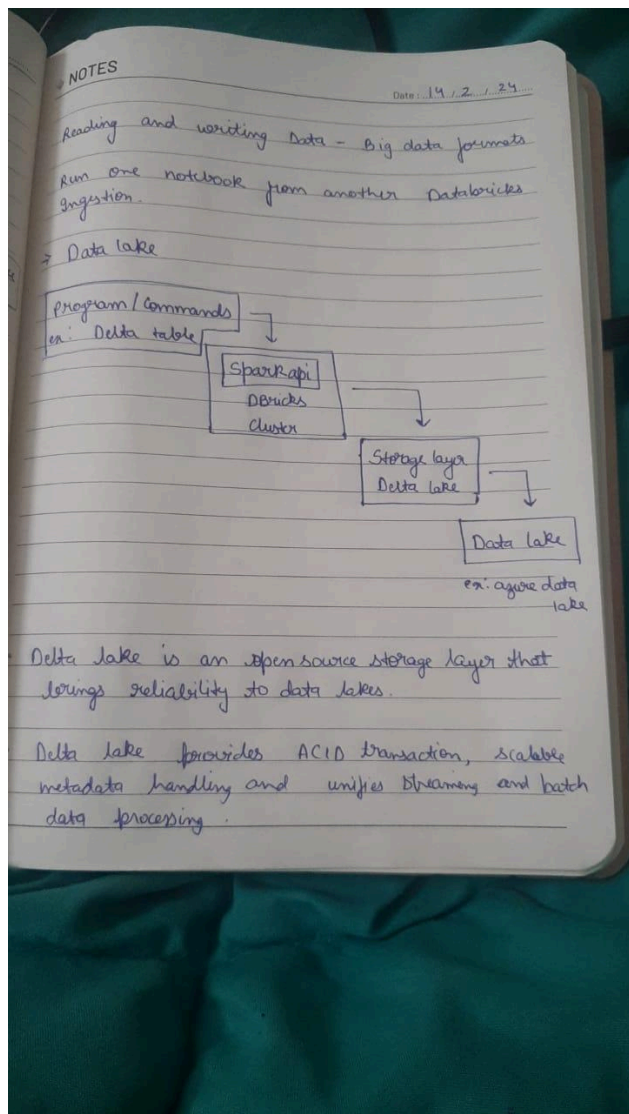 NOTES
Date: 14 / 2 / 24
Reading and writing Data - Big data formats
Run one notebook from another Databricks
Ingestion.
→ Data lake
Program / Commands
ex: Delta table
Spark api
DBricks
Cluster
Storage layer
Delta lake
Data lake
ex: azure data
lake
Delta lake is an open source storage layer that
brings reliability to data lakes.
Delta lake provides ACID transaction, scalable
metadata handling and unifies streaming and batch
data processing.